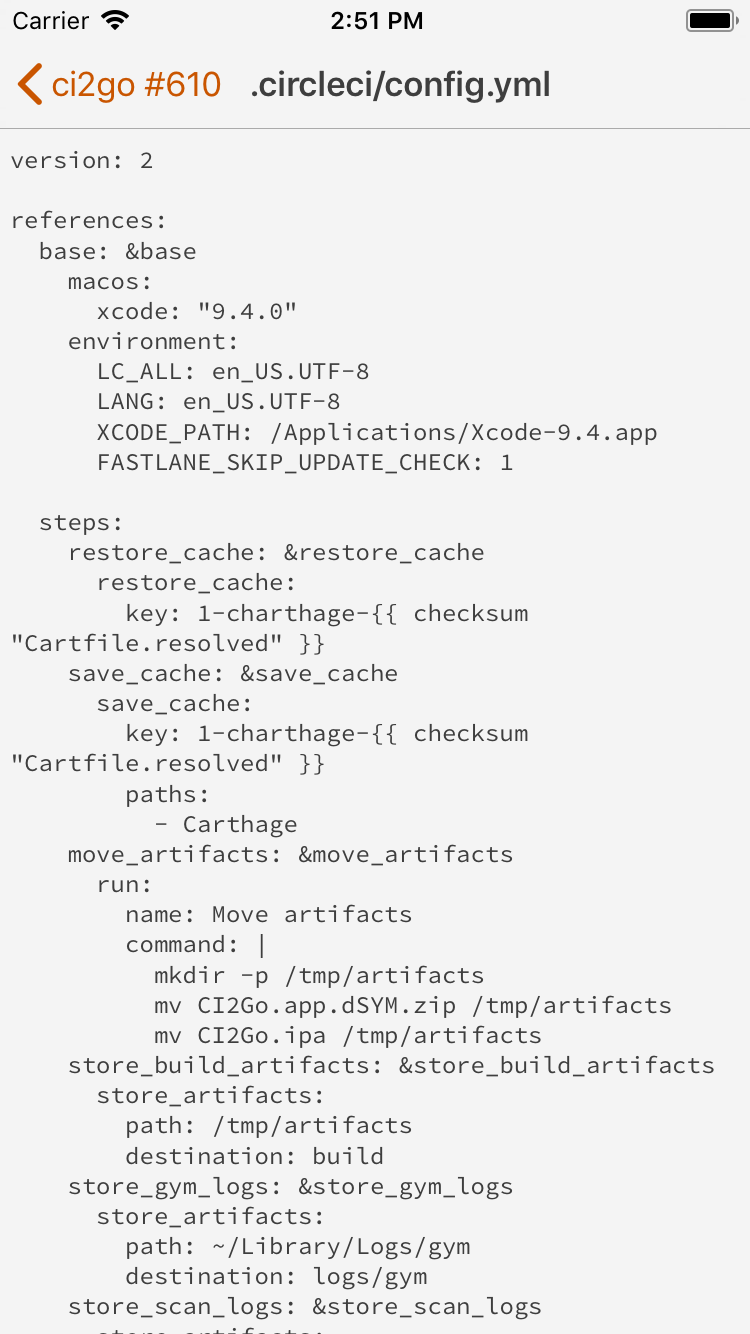 Carrier 2:51 PM
ci2go #610 .circleci/config.yml
version: 2

references:
  base: &base
    macos:
      xcode: "9.4.0"
    environment:
      LC_ALL: en_US.UTF-8
      LANG: en_US.UTF-8
      XCODE_PATH: /Applications/Xcode-9.4.app
      FASTLANE_SKIP_UPDATE_CHECK: 1

  steps:
    restore_cache: &restore_cache
      restore_cache:
        key: 1-charthage-{{ checksum
"Cartfile.resolved" }}
    save_cache: &save_cache
      save_cache:
        key: 1-charthage-{{ checksum
"Cartfile.resolved" }}
        paths:
          - Carthage
    move_artifacts: &move_artifacts
      run:
        name: Move artifacts
        command: |
          mkdir -p /tmp/artifacts
          mv CI2Go.app.dSYM.zip /tmp/artifacts
          mv CI2Go.ipa /tmp/artifacts
    store_build_artifacts: &store_build_artifacts
      store_artifacts:
        path: /tmp/artifacts
        destination: build
    store_gym_logs: &store_gym_logs
      store_artifacts:
        path: ~/Library/Logs/gym
        destination: logs/gym
    store_scan_logs: &store_scan_logs
      store_artifacts: